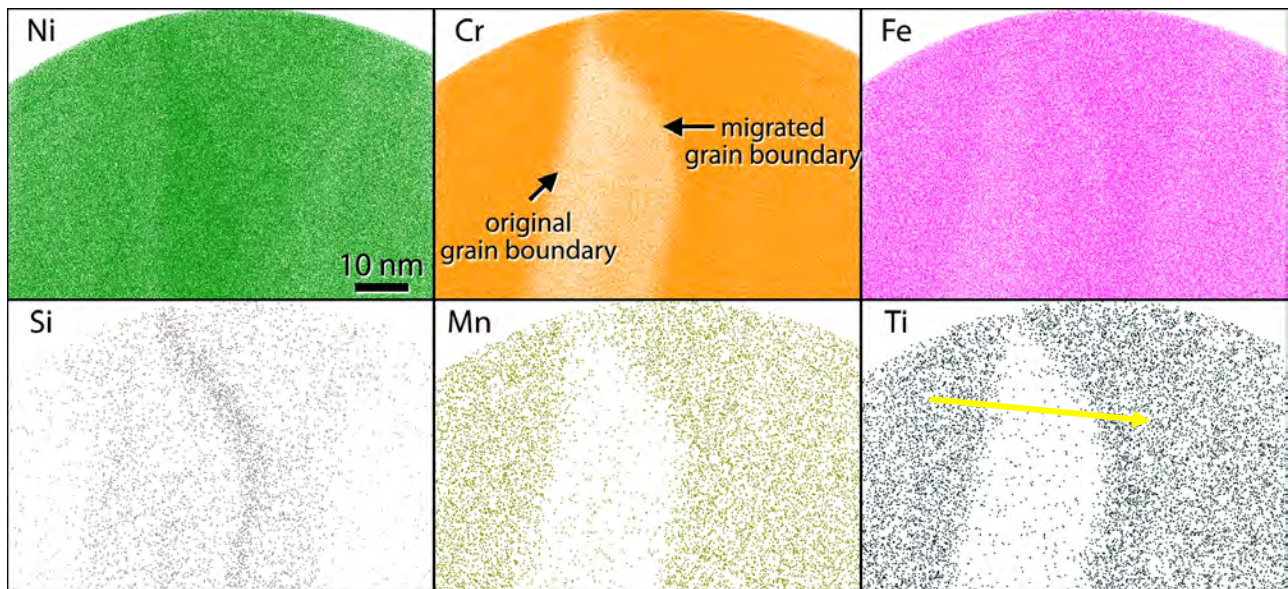 Ni
Cr
Fe
migrated
grain boundary
original
grain boundary
10 nm
Si
Mn
Ti